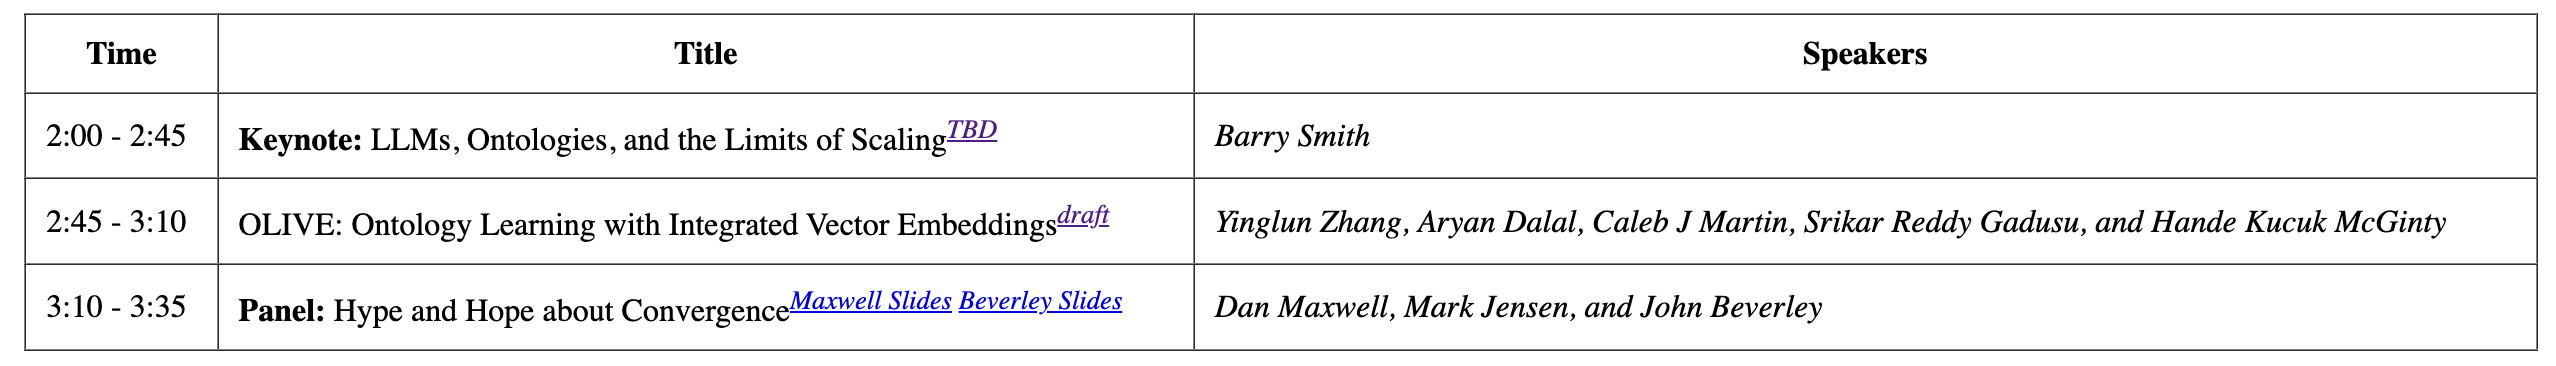 Time Title Speakers
2:00 - 2:45 Keynote: LLMs, Ontologies, and the Limits of ScalingTBD Barry Smith
2:45 - 3:10 OLIVE: Ontology Learning with Integrated Vector Embeddingsdraft Yinglun Zhang, Aryan Dalal, Caleb J Martin, Srikar Reddy Gadusu, and Hande Kucuk McGinty
3:10 - 3:35 Panel: Hype and Hope about ConvergenceMaxwell Slides Beverley Slides Dan Maxwell, Mark Jensen, and John Beverley